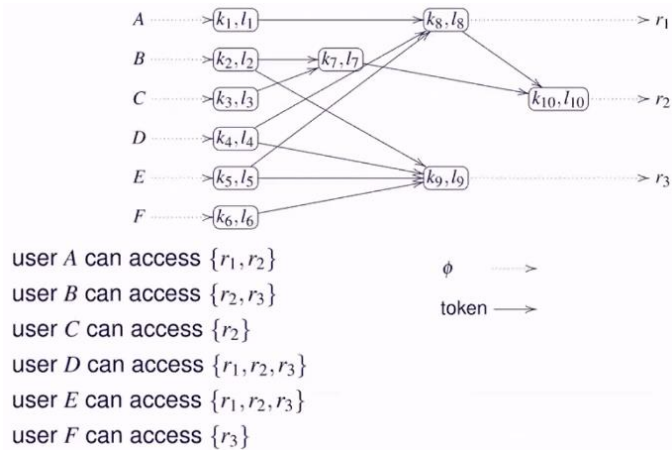 A k₁,l₁ k₈,l₈ r₁
B k₂,l₂ k₇,l₇
C k₃,l₃ k₁₀,l₁₀ r₂
D k₄,l₄
E k₅,l₅ k₉,l₉ r₃
F k₆,l₆
user A can access {r₁,r₂}
user B can access {r₂,r₃}
user C can access {r₂}
user D can access {r₁,r₂,r₃}
user E can access {r₁,r₂,r₃}
user F can access {r₃}
ϕ
token